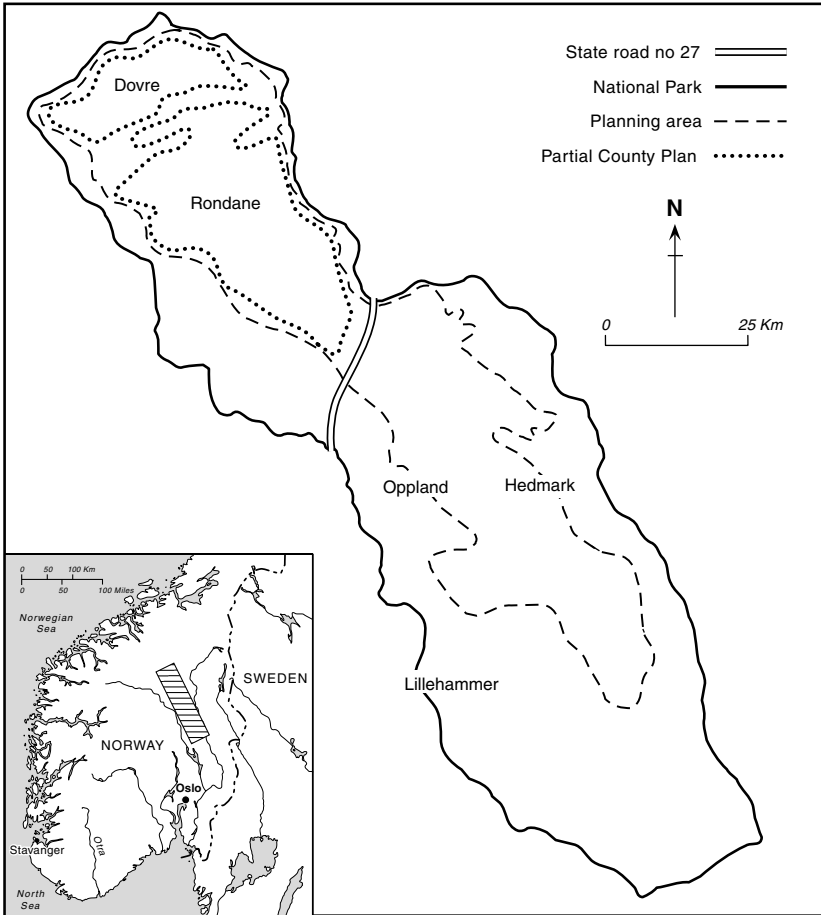 State road no 27
National Park
Planning area
Partial County Plan
N
0 25 Km
Dovre
Rondane
Oppland
Hedmark
Lillehammer
0 50 100 Km
0 50 100 Miles
Norwegian
Sea
SWEDEN
NORWAY
Oslo
Stavanger
Otra
North
Sea